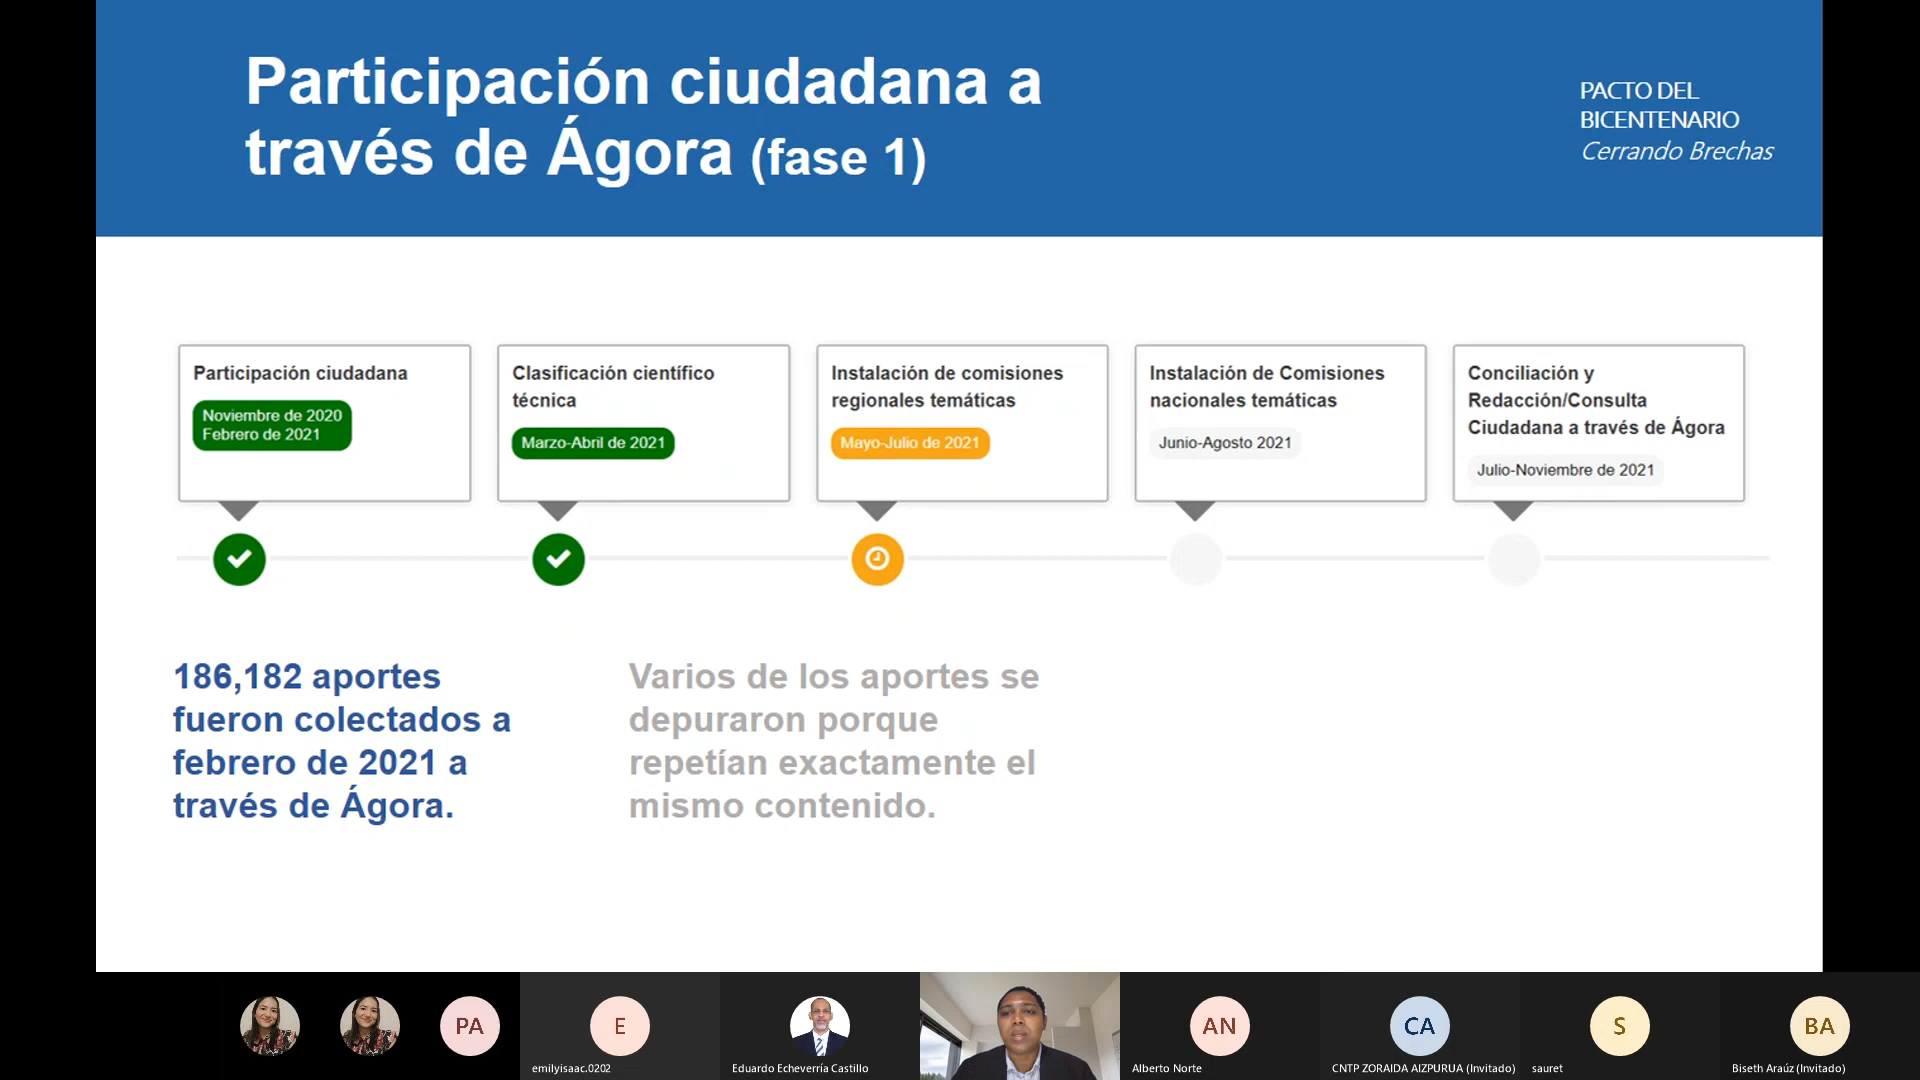 Participación ciudadana a
través de Ágora (fase 1)
PACTO DEL
BICENTENARIO
Cerrando Brechas
Participación ciudadana
Noviembre de 2020
Febrero de 2021
Clasificación científico
técnica
Marzo-Abril de 2021
Instalación de comisiones
regionales temáticas
Mayo-Julio de 2021
Instalación de Comisiones
nacionales temáticas
Junio-Agosto 2021
Conciliación y
Redacción/Consulta
Ciudadana a través de Ágora
Julio-Noviembre de 2021
186,182 aportes
fueron colectados a
febrero de 2021 a
través de Ágora.
Varios de los aportes se
depuraron porque
repetían exactamente el
mismo contenido.
PA
E
emilyisaac.0202
Eduardo Echeverría Castillo
AN
Alberto Norte
CA
CNTP ZORAIDA AIZPURUA (Invitado)
S
sauret
BA
Biseth Araúz (Invitado)